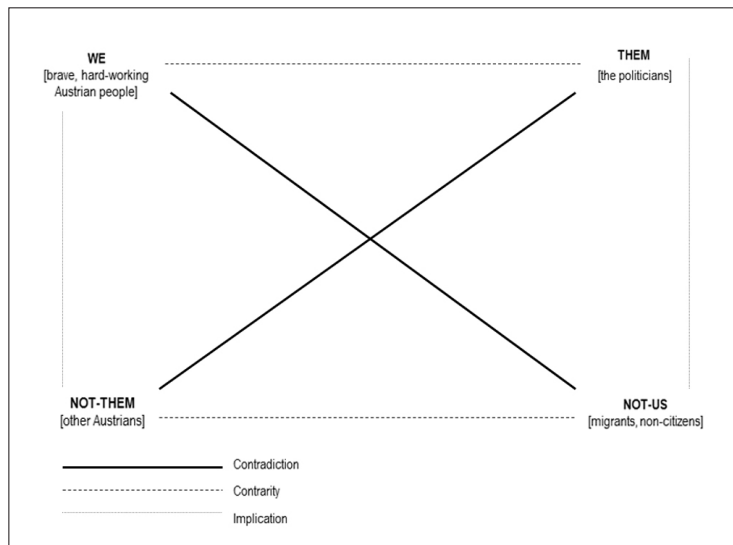 WE
[brave, hard-working
Austrian people]
THEM
[the politicians]
NOT-THEM
[other Austrians]
NOT-US
[migrants, non-citizens]
Contradiction
Contrarity
Implication